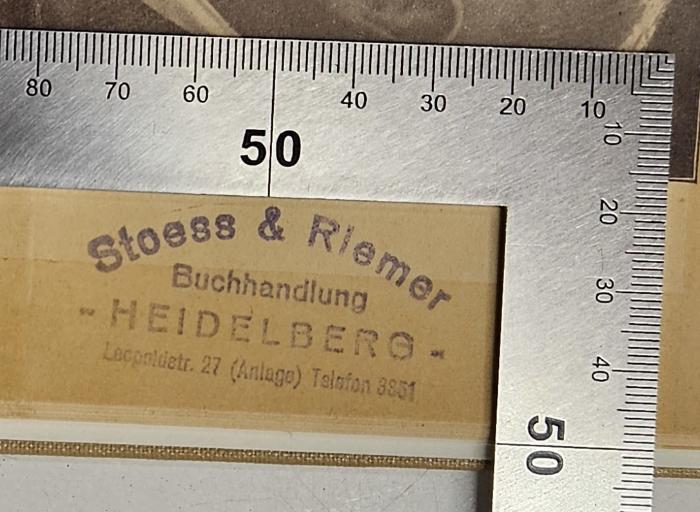 80 70 60 50 40 30 20 10
10
20
30
40
50
Stoess & Riemer
Buchhandlung
- HEIDELBERG -
Leopoldstr. 27 (Anlage) Telefon 3851